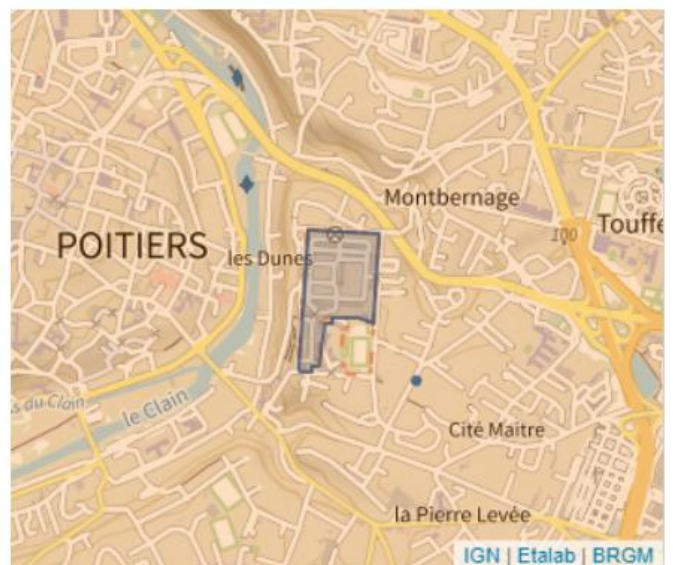 Montbernage
100
Touffe
POITIERS
les Dunes
s du Clain
le Clain
Cité Maitre
la Pierre Levée
IGN | Etalab | BRGM